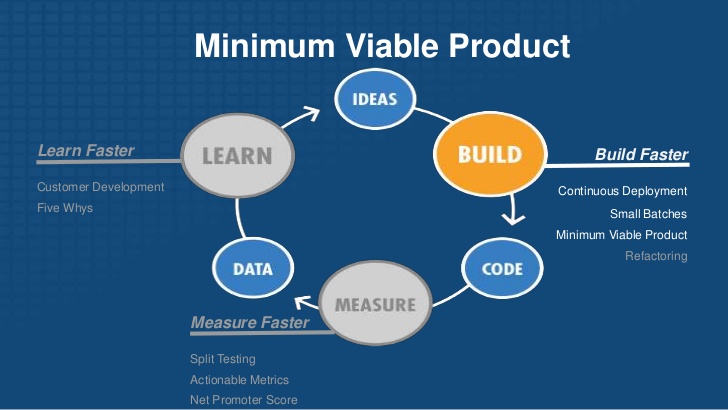 Minimum Viable Product
IDEAS
LEARN
BUILD
Learn Faster
Customer Development
Five Whys
Build Faster
Continuous Deployment
Small Batches
Minimum Viable Product
Refactoring
DATA
CODE
MEASURE
Measure Faster
Split Testing
Actionable Metrics
Net Promoter Score